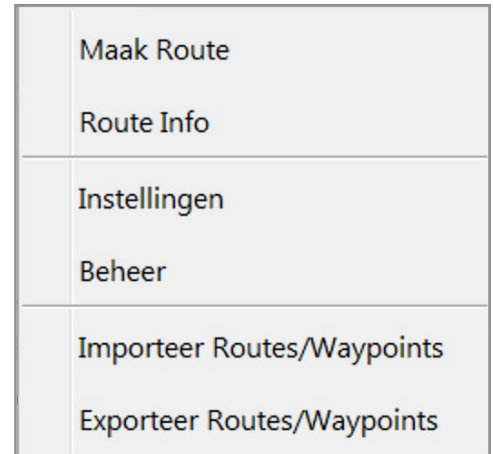 Maak Route
Route Info
Instellingen
Beheer
Importeer Routes/Waypoints
Exporteer Routes/Waypoints